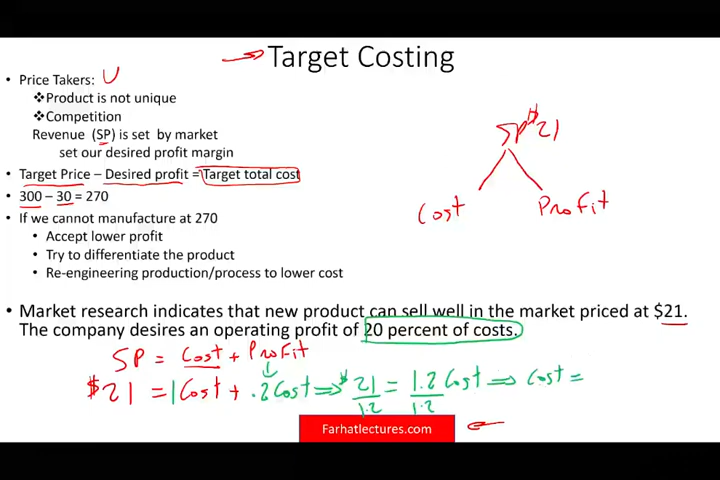 → Target Costing
• Price Takers:
❖Product is not unique
❖Competition
Revenue (SP) is set by market
set our desired profit margin
• Target Price – Desired profit = Target total cost
• 300 – 30 = 270
• If we cannot manufacture at 270
• Accept lower profit
• Try to differentiate the product
• Re-engineering production/process to lower cost
SP $21
Cost Profit
• Market research indicates that new product can sell well in the market priced at $21.
The company desires an operating profit of 20 percent of costs.
SP = Cost + Profit
$21 = 1Cost + .2Cost ⇒ $21/1.2 = 1.2Cost/1.2 ⇒ Cost =
Farhatlectures.com